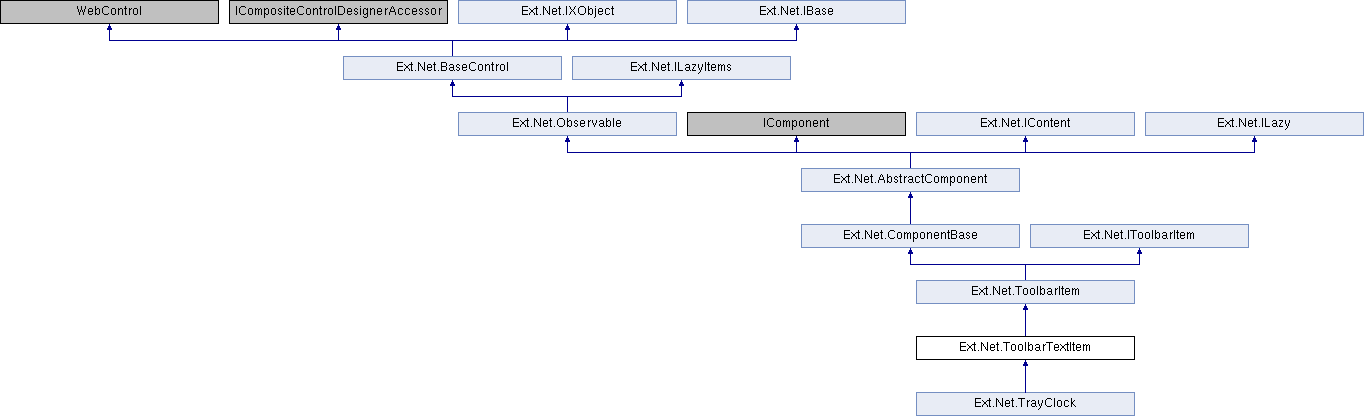 WebControl
ICompositeControlDesignerAccessor
Ext.Net.IXObject
Ext.Net.IBase
Ext.Net.BaseControl
Ext.Net.ILazyItems
Ext.Net.Observable
IComponent
Ext.Net.IContent
Ext.Net.ILazy
Ext.Net.AbstractComponent
Ext.Net.ComponentBase
Ext.Net.IToolbarItem
Ext.Net.ToolbarItem
Ext.Net.ToolbarTextItem
Ext.Net.TrayClock